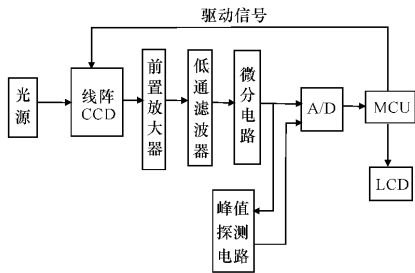 驱动信号
光
源
线阵
CCD
前
置
放
大
器
低
通
滤
波
器
微
分
电
路
A/D
MCU
LCD
峰值
探测
电路